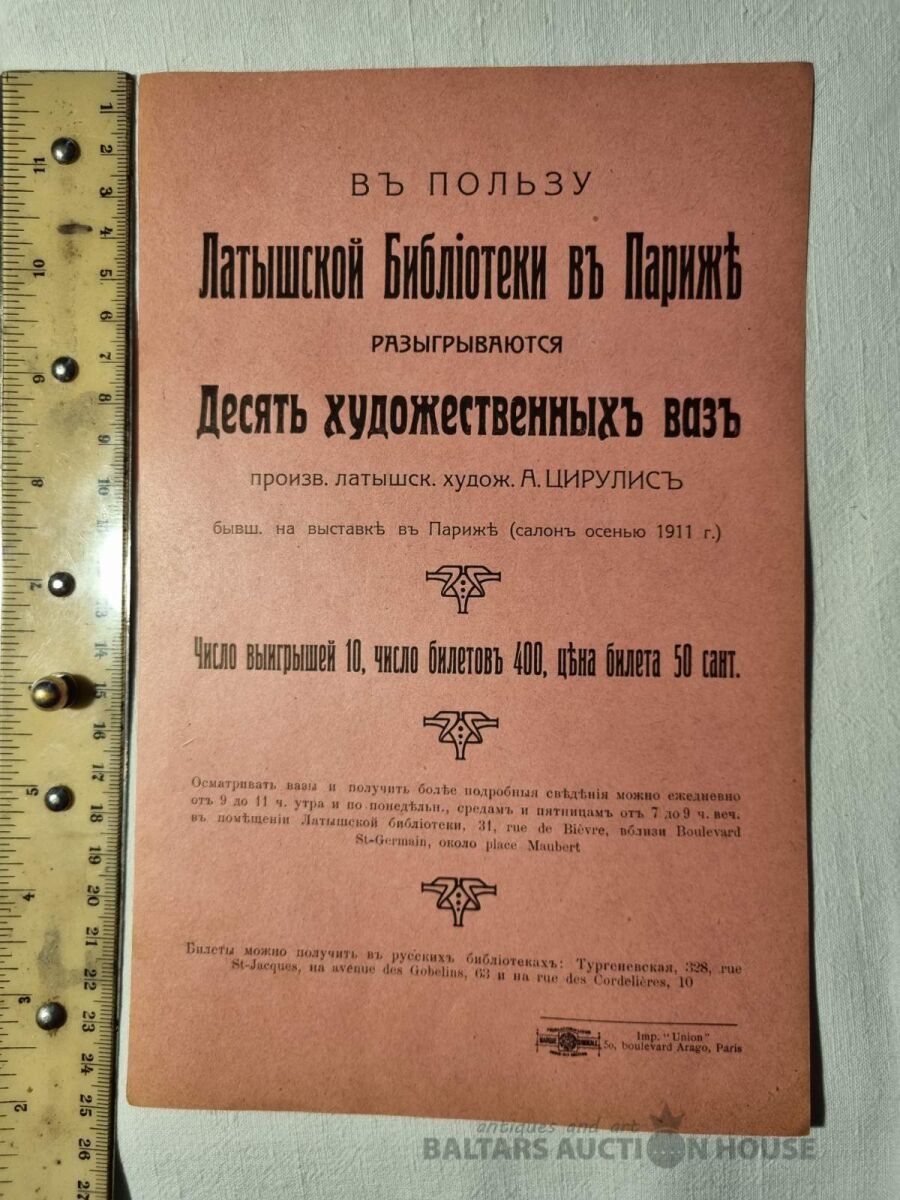 ВЪ ПОЛЬЗУ
Латышской Библіотеки въ Парижѣ
РАЗЫГРЫВАЮТСЯ
Десять художественныхъ вазъ
произв. латышск. худож. А. ЦИРУЛИСЪ
бывш. на выставкѣ въ Парижѣ (салонъ осенью 1911 г.)
Число выигрышей 10, число билетовъ 400, цѣна билета 50 сант.
Осматривать вазы и получить болѣе подробныя свѣдѣнія можно ежедневно
отъ 9 до 11 ч. утра и по понедѣльн., средамъ и пятницамъ отъ 7 до 9 ч. веч.
въ помѣщеніи Латышской библіотеки, 31, rue de Bièvre, вблизи Boulevard
St-Germain, около place Maubert
Билеты можно получить въ русскихъ библіотекахъ: Тургеневская, 328, rue
St-Jacques, на avenue des Gobelins, 63 и на rue des Cordelières, 10
Imp. "Union"
50, boulevard Arago, Paris
antiques and art
BALTARS AUCTION HOUSE